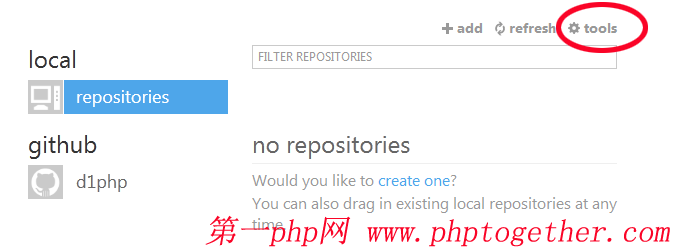 add refresh tools
local
FILTER REPOSITORIES
repositories
github
no repositories
d1php
Would you like to create one?
You can also drag in existing local repositories at any
time
第一php网 www.phptogether.com